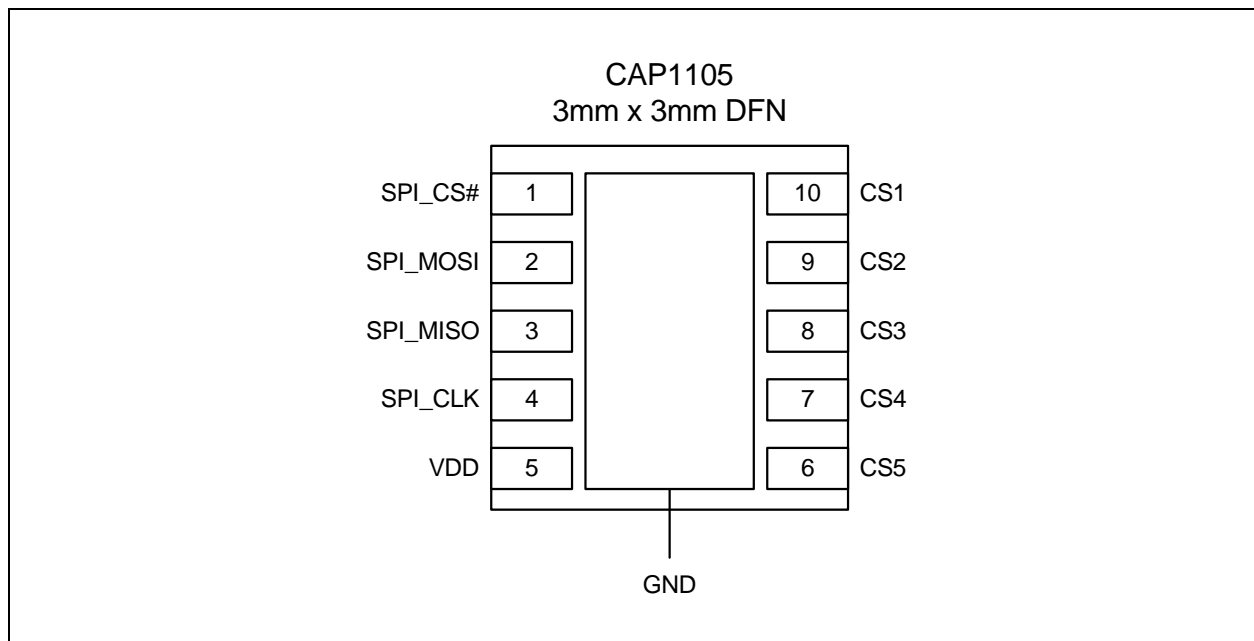 CAP1105
3mm x 3mm DFN
SPI_CS# 1 10 CS1
SPI_MOSI 2 9 CS2
SPI_MISO 3 8 CS3
SPI_CLK 4 7 CS4
VDD 5 6 CS5
GND